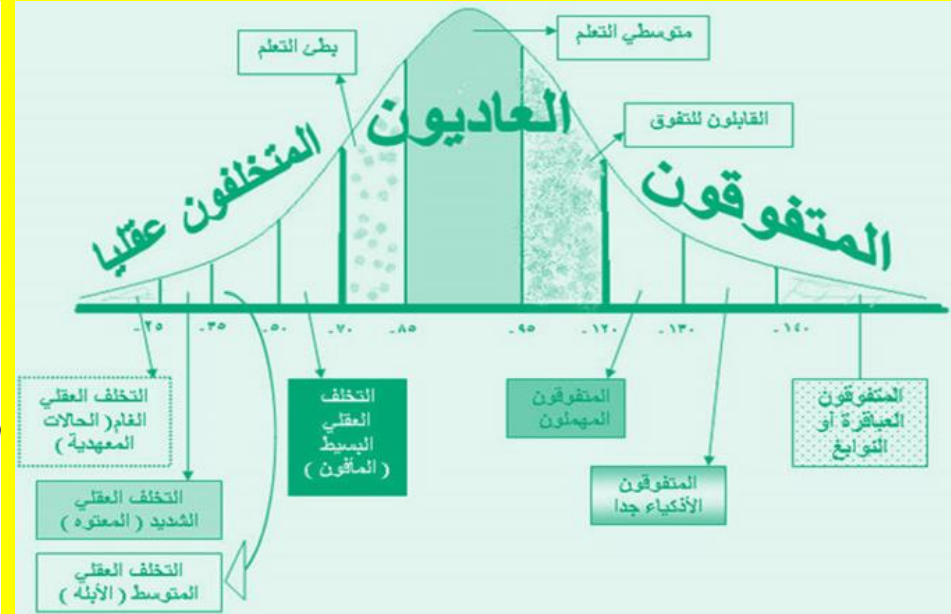 متوسطي التعلم
بطئ التعلم
العاديون
القابلون للتفوق
المتخلفون عقليا
المتفوقون
٢٥-
٣٥-
٥٠-
٧٠-
٨٥-
٩٥-
١٢٠-
١٣٠-
١٤٠-
التخلف العقلي
الغام ( الحالات
المعهدية )
التخلف
العقلي
البسيط
( المأفون )
المتفوقون
المهملون
المتفوقون
العباقرة أو
النوابغ
التخلف العقلي
الشديد ( المعتوه )
المتفوقون
الأذكياء جدا
التخلف العقلي
المتوسط ( الأبله )